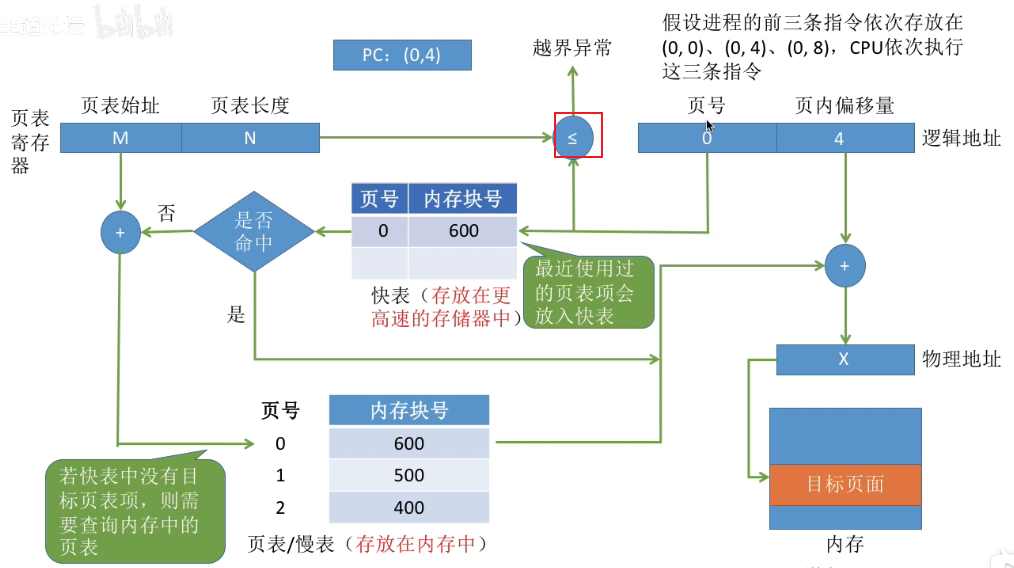 王道论坛 bilibili
假设进程的前三条指令依次存放在
(0, 0)、(0, 4)、(0, 8)，CPU依次执行
这三条指令
PC：(0,4)
越界异常
页表始址
页表长度
页号
页内偏移量
页表
寄存
器
M
N
≤
0
4
逻辑地址
页号
内存块号
0
600
是否
命中
否
+
+
最近使用过
的页表项会
放入快表
快表（存放在更
高速的存储器中）
是
X
物理地址
页号
内存块号
0
600
1
500
2
400
若快表中没有目
标页表项，则需
要查询内存中的
页表
页表/慢表（存放在内存中）
目标页面
内存